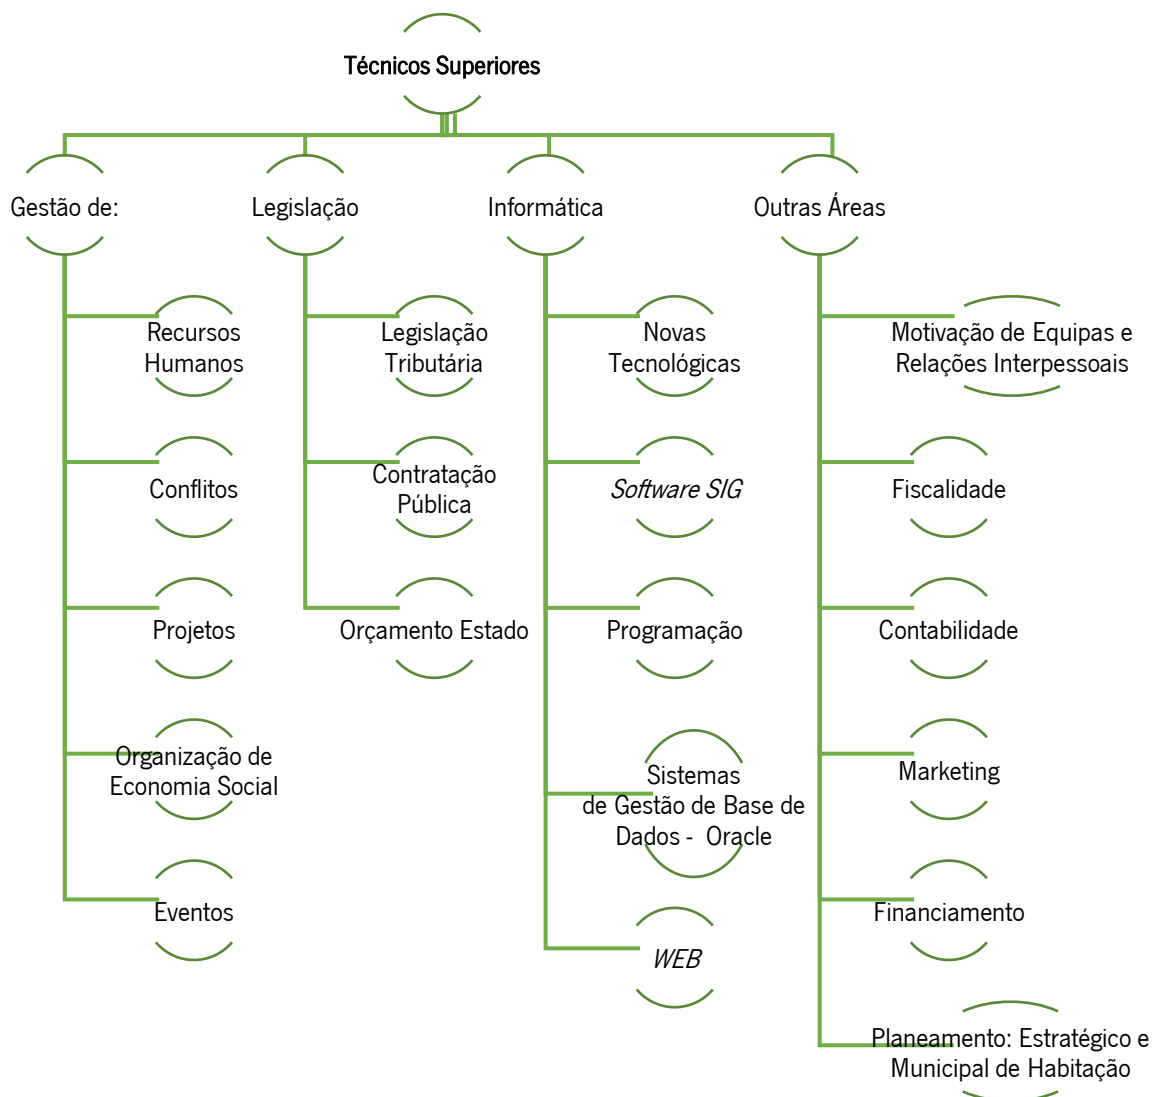 Técnicos Superiores
Gestão de:
Recursos
Humanos
Conflitos
Projetos
Organização de
Economia Social
Eventos
Legislação
Legislação
Tributária
Contratação
Pública
Orçamento Estado
Informática
Novas
Tecnológicas
Software SIG
Programação
Sistemas
de Gestão de Base de
Dados - Oracle
WEB
Outras Áreas
Motivação de Equipas e
Relações Interpessoais
Fiscalidade
Contabilidade
Marketing
Financiamento
Planeamento: Estratégico e
Municipal de Habitação